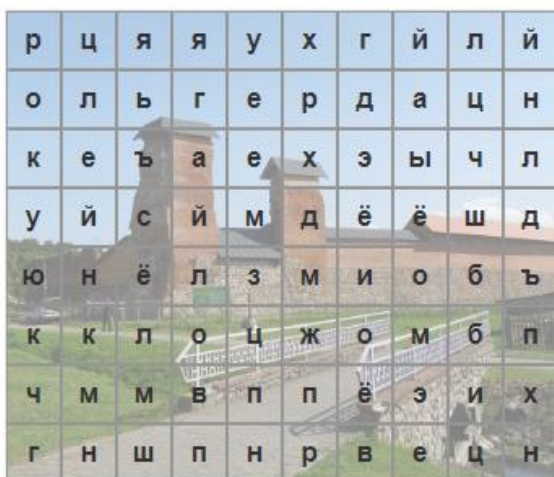 р ц я я у х г й л й
о л ь г е р д а ц н
к е ъ а е х э ы ч л
у й с й м д ё ё ш д
ю н ё л з м и о б ъ
к к л о ц ж о м б п
ч м м в п п ё э и х
г н ш п н р в е ц н